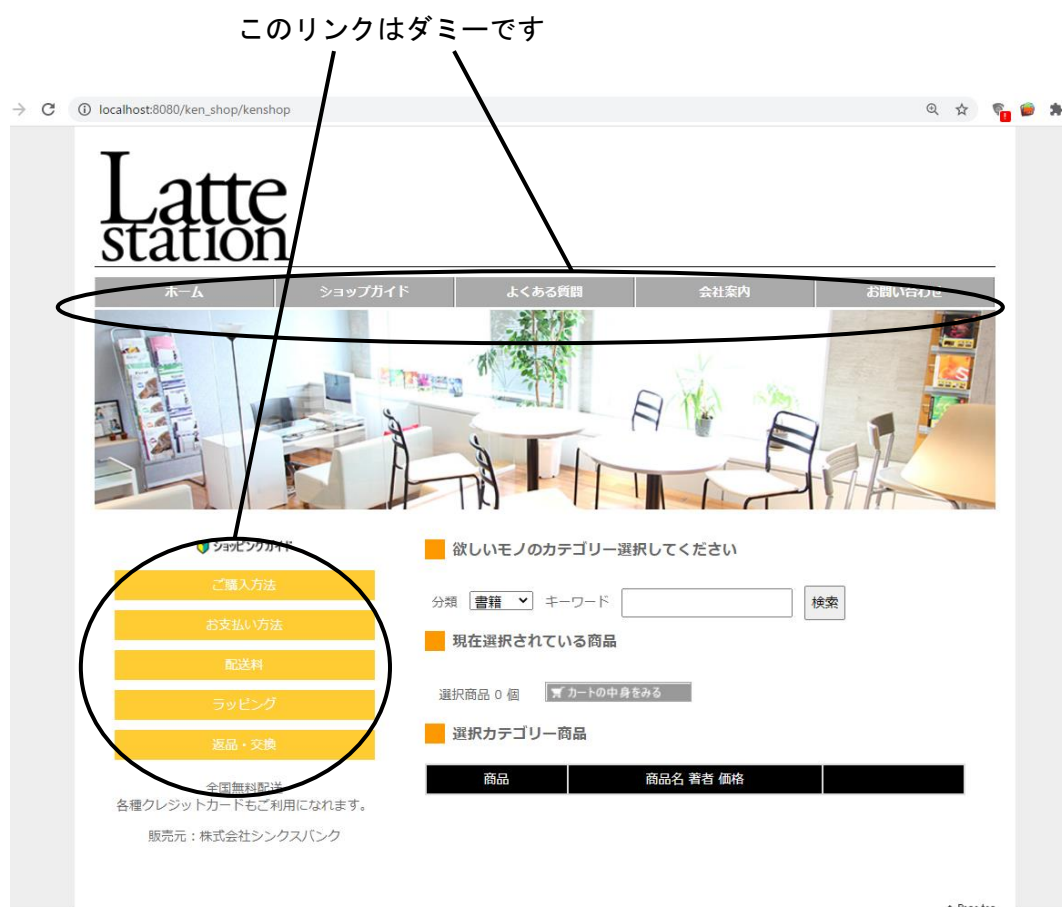 このリンクはダミーです
localhost:8080/ken_shop/kenshop
Latte
station
ホーム ショップガイド よくある質問 会社案内 お問い合わせ
ショッピングガイド
ご購入方法
お支払い方法
配送料
ラッピング
返品・交換
全国無料配送
各種クレジットカードもご利用になれます。
販売元：株式会社シンクスバンク
欲しいモノのカテゴリー選択してください
分類 書籍 キーワード 検索
現在選択されている商品
選択商品 0 個 カートの中身をみる
選択カテゴリー商品
商品 商品名 著者 価格